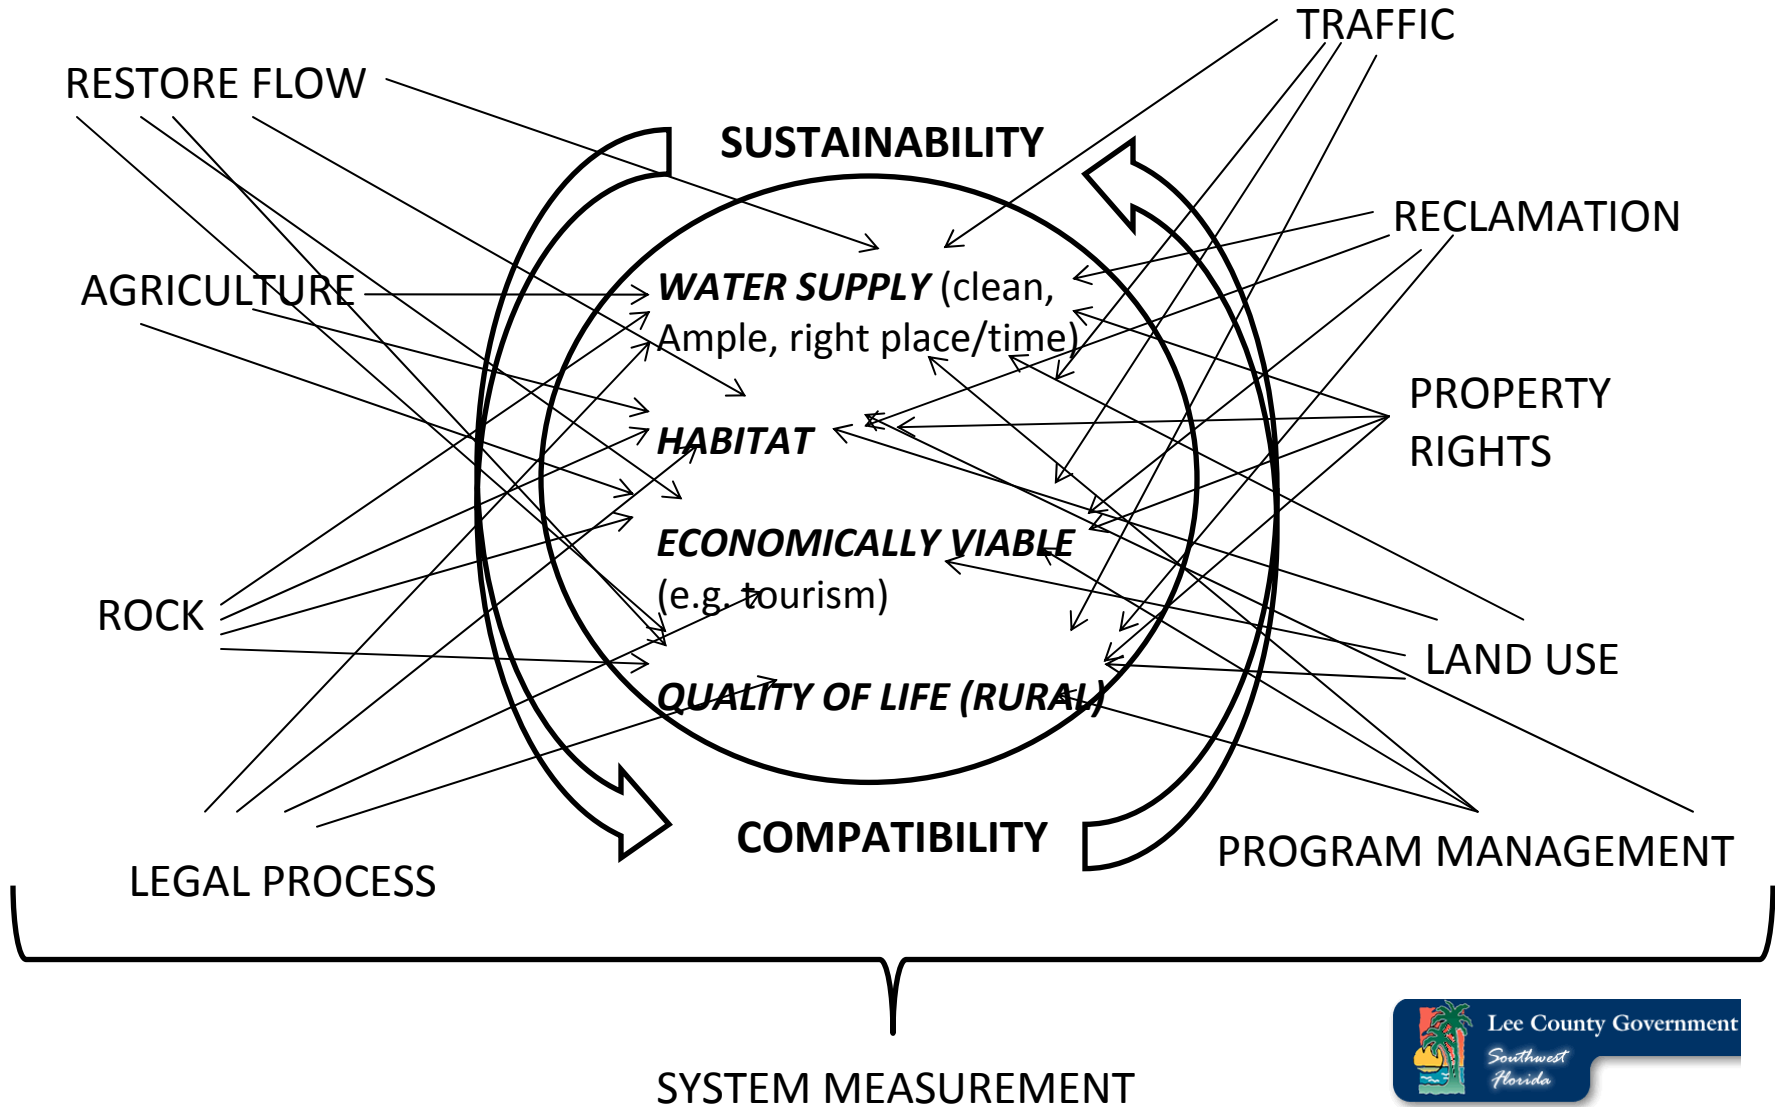 TRAFFIC
RESTORE FLOW
SUSTAINABILITY
RECLAMATION
AGRICULTURE
WATER SUPPLY (clean,
Ample, right place/time)
PROPERTY
RIGHTS
HABITAT
ECONOMICALLY VIABLE
(e.g. tourism)
ROCK
LAND USE
QUALITY OF LIFE (RURAL)
COMPATIBILITY
PROGRAM MANAGEMENT
LEGAL PROCESS
SYSTEM MEASUREMENT
Lee County Government
Southwest
Florida